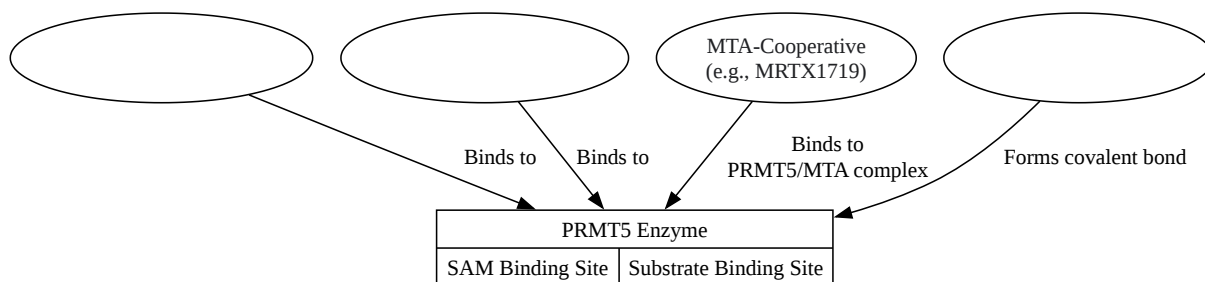 MTA-Cooperative
(e.g., MRTX1719)
Binds to
Binds to
Binds to
PRMT5/MTA complex
Forms covalent bond
PRMT5 Enzyme
SAM Binding Site
Substrate Binding Site